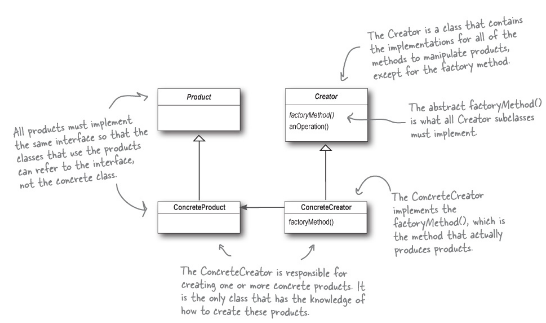 The Creator is a class that contains
the implementations for all of the
methods to manipulate products,
except for the factory method.
Product
Creator
factoryMethod()
anOperation()
The abstract factoryMethod()
is what all Creator subclasses
must implement.
All products must implement
the same interface so that the
classes that use the products
can refer to the interface,
not the concrete class.
ConcreteProduct
ConcreteCreator
factoryMethod()
The ConcreteCreator
implements the
factoryMethod(), which is
the method that actually
produces products.
The ConcreteCreator is responsible for
creating one or more concrete products. It
is the only class that has the knowledge of
how to create these products.